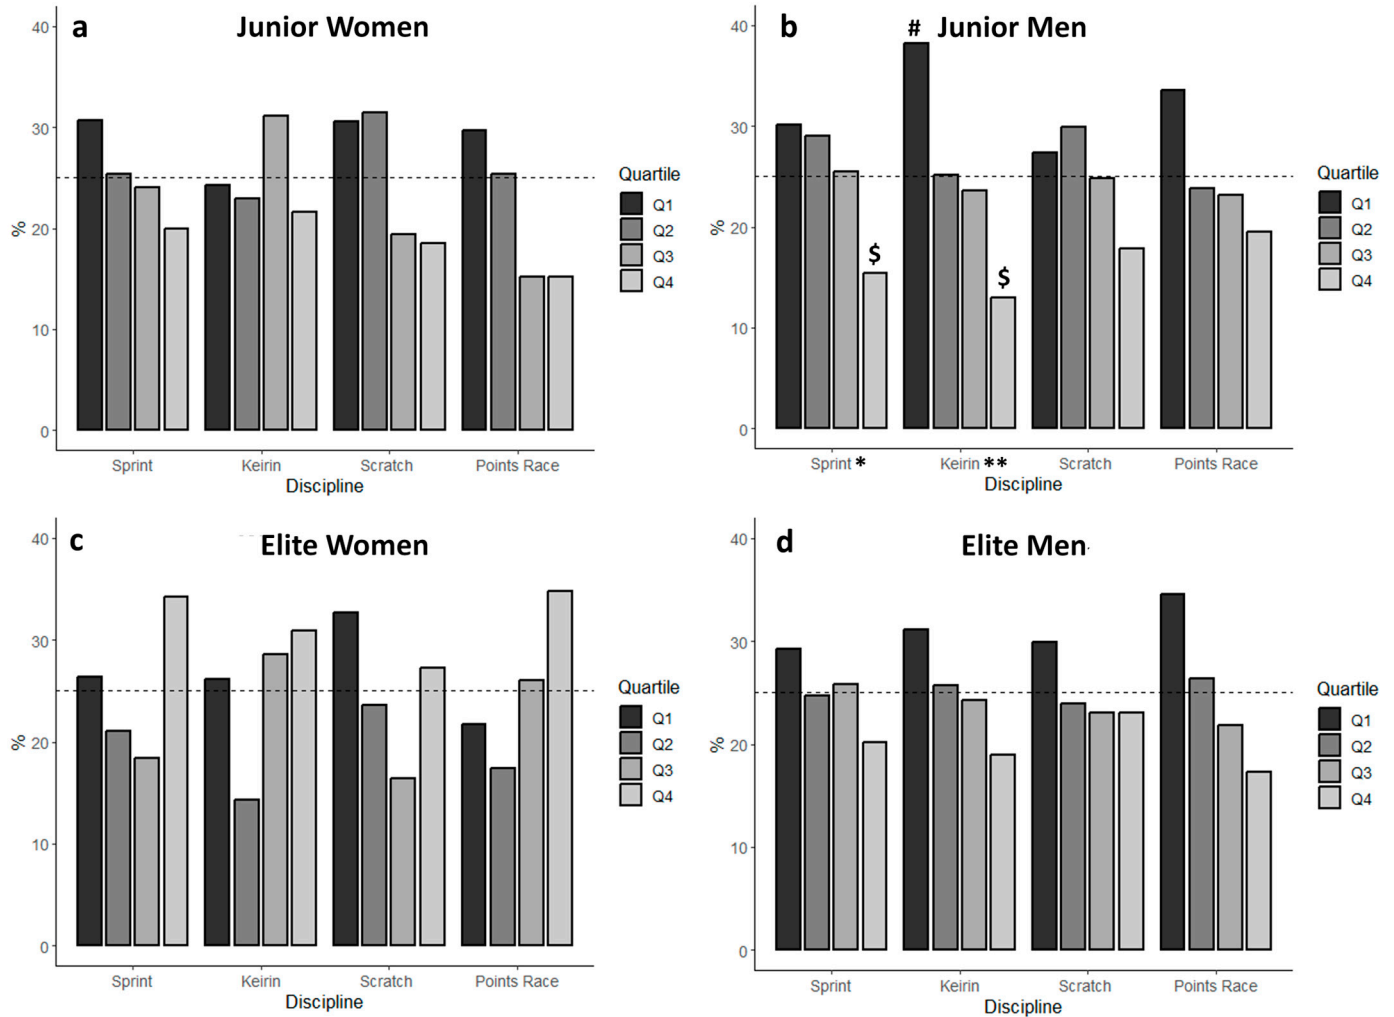 a Junior Women
40
30
20
10
0
%
Sprint Keirin Scratch Points Race
Discipline
Quartile
Q1
Q2
Q3
Q4
b # Junior Men
40
30
20
10
0
%
$ $
Sprint * Keirin ** Scratch Points Race
Discipline
Quartile
Q1
Q2
Q3
Q4
c Elite Women
40
30
20
10
0
%
Sprint Keirin Scratch Points Race
Discipline
Quartile
Q1
Q2
Q3
Q4
d Elite Men
40
30
20
10
0
%
Sprint Keirin Scratch Points Race
Discipline
Quartile
Q1
Q2
Q3
Q4